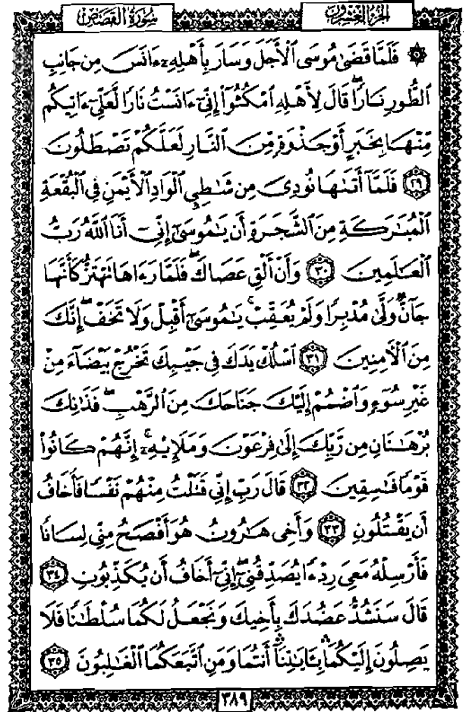 الجزء العشرون
سورة القصص
۞ فَلَمَّا قَضَىٰ مُوسَى ٱلْأَجَلَ وَسَارَ بِأَهْلِهِۦٓ ءَانَسَ مِن جَانِبِ
ٱلطُّورِ نَارًاۖ قَالَ لِأَهْلِهِ ٱمْكُثُوٓا۟ إِنِّىٓ ءَانَسْتُ نَارًا لَّعَلِّىٓ ءَاتِيكُم
مِّنْهَا بِخَبَرٍ أَوْ جَذْوَةٍ مِّنَ ٱلنَّارِ لَعَلَّكُمْ تَصْطَلُونَ
٢٩ فَلَمَّآ أَتَىٰهَا نُودِىَ مِن شَٰطِئِ ٱلْوَادِ ٱلْأَيْمَنِ فِى ٱلْبُقْعَةِ
ٱلْمُبَٰرَكَةِ مِنَ ٱلشَّجَرَةِ أَن يَٰمُوسَىٰٓ إِنِّىٓ أَنَا ٱللَّهُ رَبُّ
ٱلْعَٰلَمِينَ ٣٠ وَأَنْ أَلْقِ عَصَاكَۖ فَلَمَّا رَءَاهَا تَهْتَزُّ كَأَنَّهَا
جَآنٌّ وَلَّىٰ مُدْبِرًا وَلَمْ يُعَقِّبْۚ يَٰمُوسَىٰٓ أَقْبِلْ وَلَا تَخَفْۖ إِنَّكَ
مِنَ ٱلْءَامِنِينَ ٣١ ٱسْلُكْ يَدَكَ فِى جَيْبِكَ تَخْرُجْ بَيْضَآءَ مِنْ
غَيْرِ سُوٓءٍ وَٱضْمُمْ إِلَيْكَ جَنَاحَكَ مِنَ ٱلرَّهْبِۖ فَذَٰنِكَ
بُرْهَٰنَانِ مِن رَّبِّكَ إِلَىٰ فِرْعَوْنَ وَمَلَإِي۟هِۦٓۚ إِنَّهُمْ كَانُوا۟
قَوْمًا فَٰسِقِينَ ٣٢ قَالَ رَبِّ إِنِّى قَتَلْتُ مِنْهُمْ نَفْسًا فَأَخَافُ
أَن يَقْتُلُونِ ٣٣ وَأَخِى هَٰرُونُ هُوَ أَفْصَحُ مِنِّى لِسَانًا
فَأَرْسِلْهُ مَعِىَ رِدْءًا يُصَدِّقُنِىٓۖ إِنِّىٓ أَخَافُ أَن يُكَذِّبُونِ ٣٤
قَالَ سَنَشُدُّ عَضُدَكَ بِأَخِيكَ وَنَجْعَلُ لَكُمَا سُلْطَٰنًا فَلَا
يَصِلُونَ إِلَيْكُمَاۚ بِـَٔايَٰتِنَآۚ أَنتُمَا وَمَنِ ٱتَّبَعَكُمَا ٱلْغَٰلِبُونَ ٣٥
٣٨٩